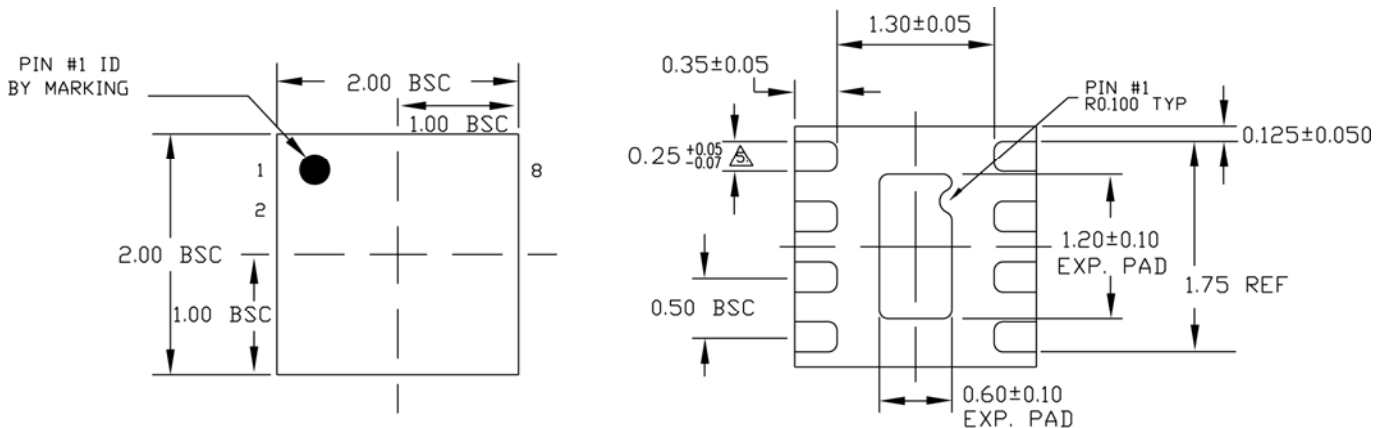 PIN #1 ID
BY MARKING
2.00 BSC
1.00 BSC
1
8
2
2.00 BSC
1.00 BSC
1.30±0.05
0.35±0.05
PIN #1
R0.100 TYP
0.125±0.050
0.25 +0.05
-0.07
5.
1.20±0.10
EXP. PAD
1.75 REF
0.50 BSC
0.60±0.10
EXP. PAD